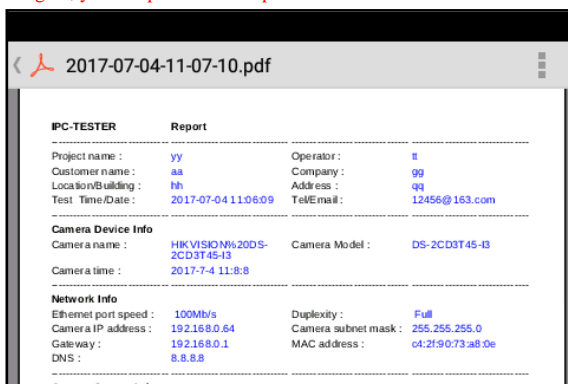 2017-07-04-11-07-10.pdf
IPC-TESTER Report
Project name : yy Operator : tt
Customer name : aa Company : gg
Location/Building : hh Address : qq
Test Time/Date : 2017-07-04 11:06:09 Tel/Email : 12456@163.com
Camera Device Info
Camera name : HIKVISION%20DS-2CD3T45-I3 Camera Model : DS-2CD3T45-I3
Camera time : 2017-7-4 11:8:8
Network Info
Ethernet port speed : 100Mb/s Duplexity : Full
Camera IP address : 192.168.0.64 Camera subnet mask : 255.255.255.0
Gateway : 192.168.0.1 MAC address : c4:2f:90:73:a8:0e
DNS : 8.8.8.8